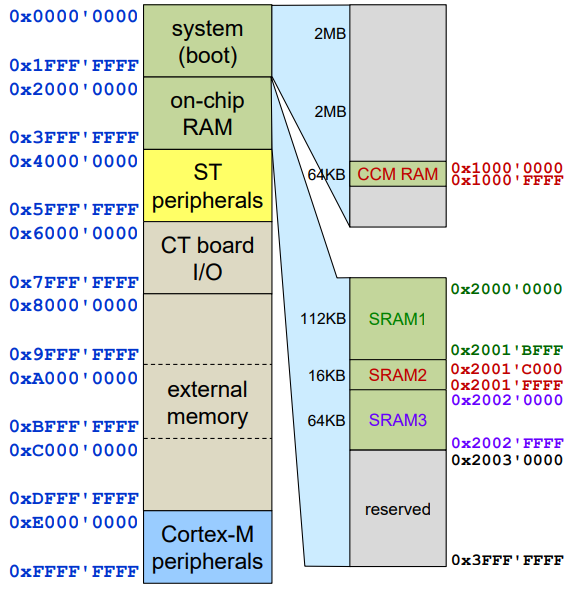 0x0000'0000
system
(boot)
0x1FFF'FFFF
0x2000'0000
on-chip
RAM
0x3FFF'FFFF
0x4000'0000
ST
peripherals
0x5FFF'FFFF
0x6000'0000
CT board
I/O
0x7FFF'FFFF
0x8000'0000
0x9FFF'FFFF
0xA000'0000
external
memory
0xBFFF'FFFF
0xC000'0000
0xDFFF'FFFF
0xE000'0000
Cortex-M
peripherals
0xFFFF'FFFF
2MB
2MB
64KB
CCM RAM
0x1000'0000
0x1000'FFFF
0x2000'0000
112KB
SRAM1
0x2001'BFFF
0x2001'C000
16KB
SRAM2
0x2001'FFFF
0x2002'0000
64KB
SRAM3
0x2002'FFFF
0x2003'0000
reserved
0x3FFF'FFFF